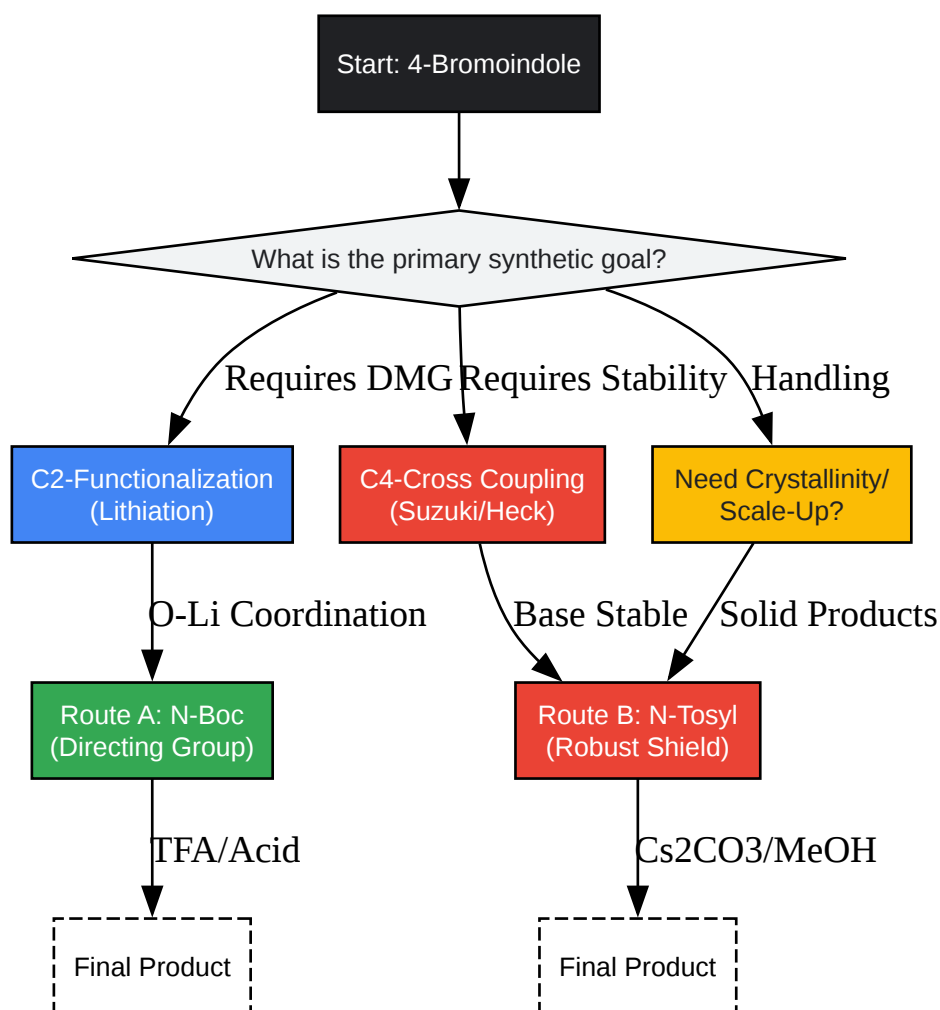 Start: 4-Bromoindole
What is the primary synthetic goal?
Requires DMG
Requires Stability
Handling
C2-Functionalization
(Lithiation)
C4-Cross Coupling
(Suzuki/Heck)
Need Crystallinity/
Scale-Up?
O-Li Coordination
Base Stable
Solid Products
Route A: N-Boc
(Directing Group)
Route B: N-Tosyl
(Robust Shield)
TFA/Acid
Cs2CO3/MeOH
Final Product
Final Product